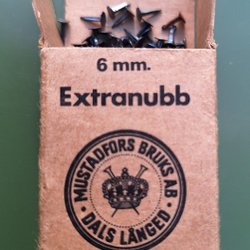 6 mm.
Extranubb
MUSTADFORS BRUKS AB
• DALS LÅNGED •